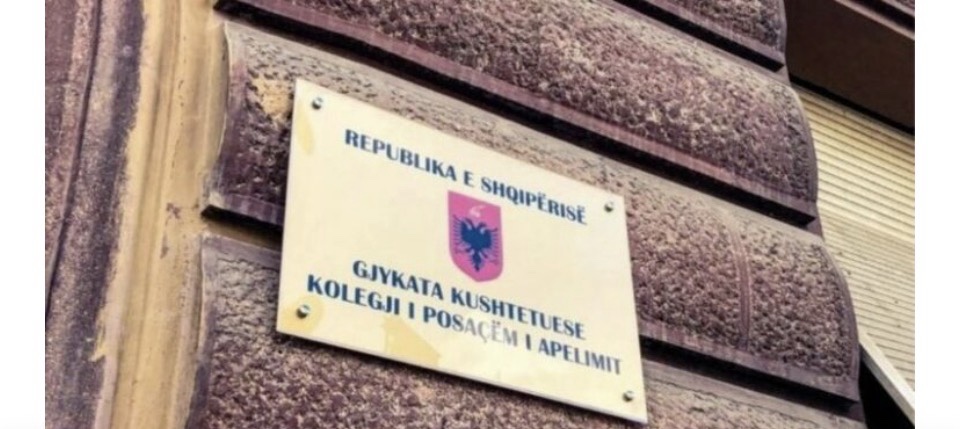 REPUBLIKA E SHQIPËRISË
GJYKATA KUSHTETUESE
KOLEGJI I POSAÇËM I APELIMIT